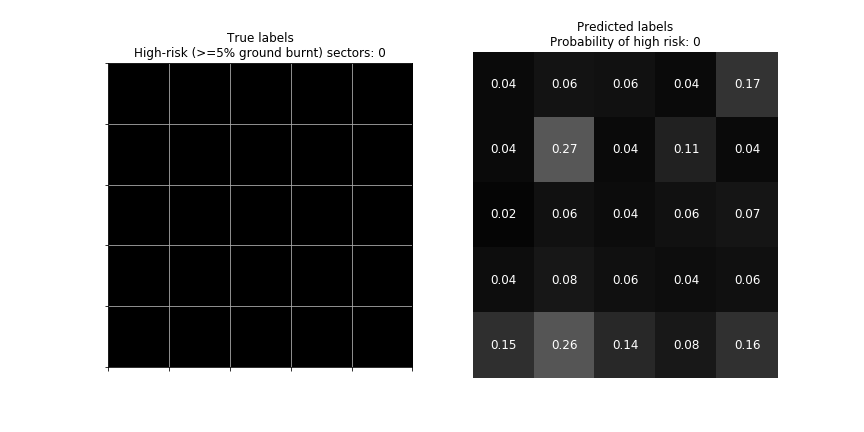 True labels
High-risk (>=5% ground burnt) sectors: 0
Predicted labels
Probability of high risk: 0
0.04 0.06 0.06 0.04 0.17
0.04 0.27 0.04 0.11 0.04
0.02 0.06 0.04 0.06 0.07
0.04 0.08 0.06 0.04 0.06
0.15 0.26 0.14 0.08 0.16